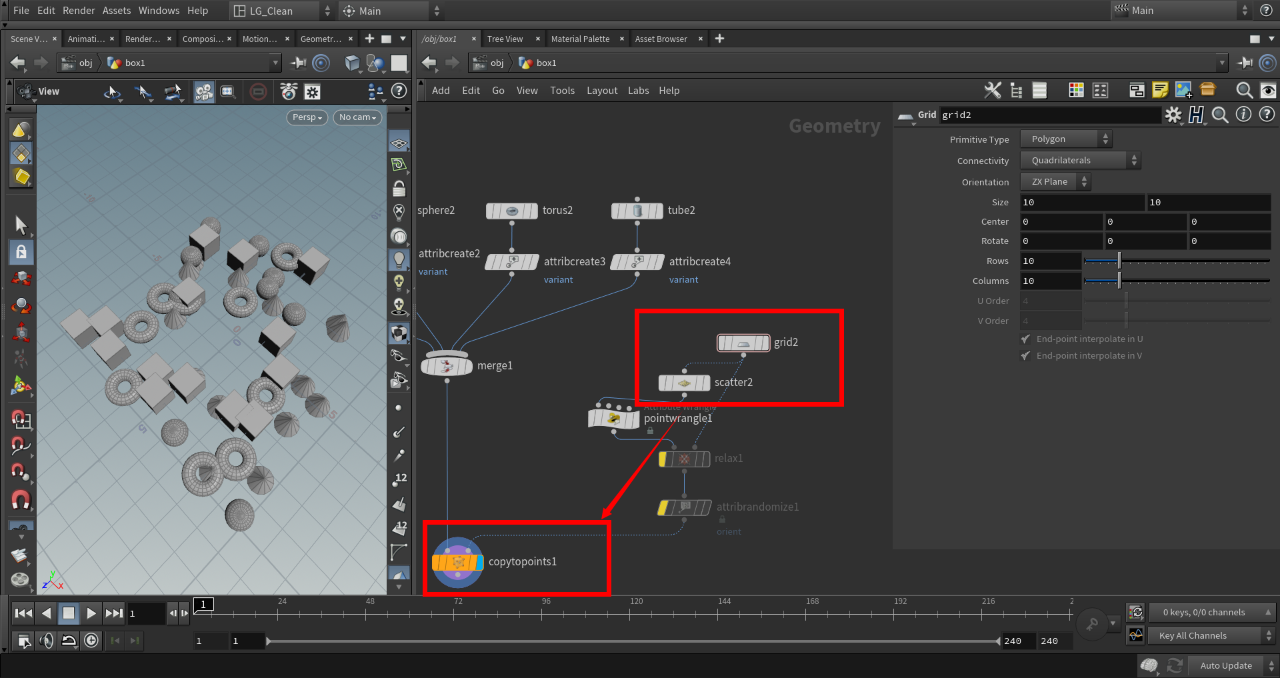 File Edit Render Assets Windows Help LG_Clean Main Main
Scene V... Animati... Render... Composi... Motion... Geometr...
/obj/box1 Tree View Material Palette Asset Browser
obj box1
obj box1
View
Add Edit Go View Tools Layout Labs Help
Persp No cam
Geometry
Grid grid2
Primitive Type Polygon
Connectivity Quadrilaterals
Orientation ZX Plane
Size 10 10
Center 0 0 0
Rotate 0 0 0
Rows 10
Columns 10
U Order 4
V Order 4
End-point interpolate in U
End-point interpolate in V
sphere2 torus2 tube2
attribcreate2
variant
attribcreate3
variant
attribcreate4
variant
merge1
grid2
scatter2
Attribute Wrangle
pointwrangle1
relax1
attribrandomize1
orient
copytopoints1
12
12
z y x
1 1 24 48 72 96 120 144 168 192 216 2
0 keys, 0/0 channels
1 1 240 240
Key All Channels
Auto Update